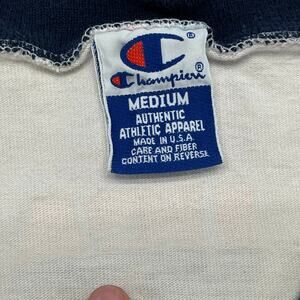 Champion®
MEDIUM
AUTHENTIC
ATHLETIC APPAREL
MADE IN U.S.A.
CARE AND FIBER
CONTENT ON REVERSE